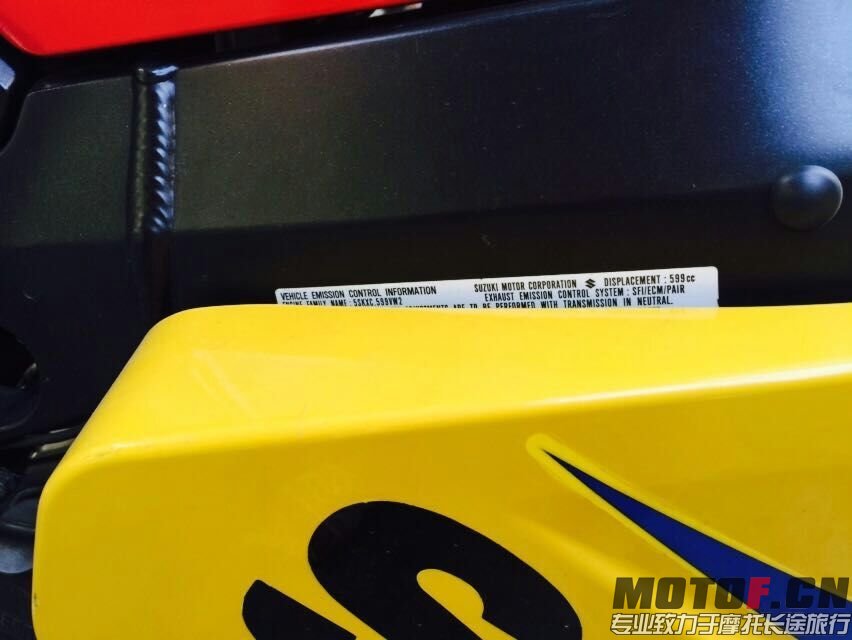 VEHICLE EMISSION CONTROL INFORMATION
SUZUKI MOTOR CORPORATION
DISPLACEMENT : 599cc
ENGINE FAMILY NAME : 5SKXC.599VW2
EXHAUST EMISSION CONTROL SYSTEM : SFI/ECM/PAIR
ARE TO BE PERFORMED WITH TRANSMISSION IN NEUTRAL.
MOTOF.CN
专业致力于摩托长途旅行